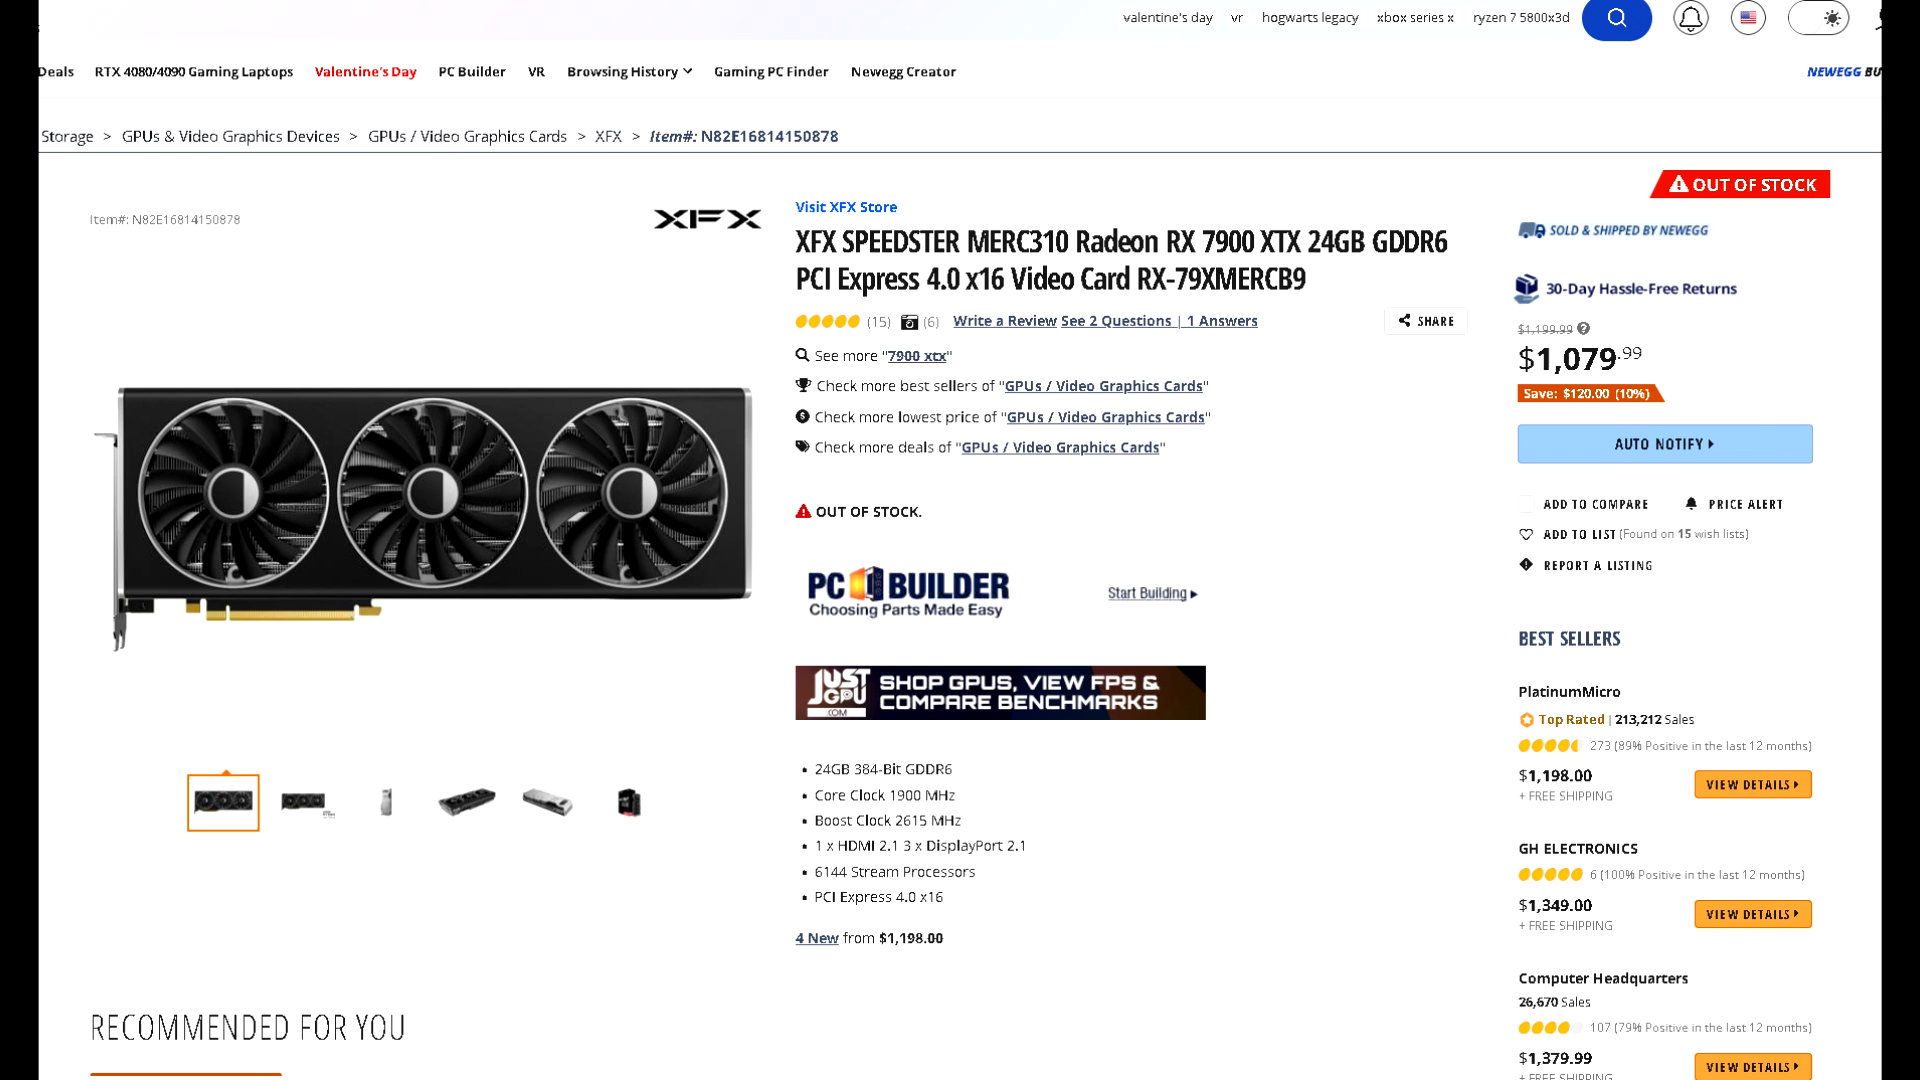 valentine's day vr hogwarts legacy xbox series x ryzen 7 5800x3d
Deals RTX 4080/4090 Gaming Laptops Valentine's Day PC Builder VR Browsing History Gaming PC Finder Newegg Creator NEWEGG BU
Storage > GPUs & Video Graphics Devices > GPUs / Video Graphics Cards > XFX > Item#: N82E16814150878
OUT OF STOCK
Item#: N82E16814150878
XFX
Visit XFX Store
XFX SPEEDSTER MERC310 Radeon RX 7900 XTX 24GB GDDR6
PCI Express 4.0 x16 Video Card RX-79XMERCB9
(15) (6) Write a Review See 2 Questions | 1 Answers
SHARE
See more "7900 xtx"
Check more best sellers of "GPUs / Video Graphics Cards"
Check more lowest price of "GPUs / Video Graphics Cards"
Check more deals of "GPUs / Video Graphics Cards"
OUT OF STOCK.
PC BUILDER
Choosing Parts Made Easy
Start Building
JUST GPU .COM
SHOP GPUS, VIEW FPS &
COMPARE BENCHMARKS
24GB 384-Bit GDDR6
Core Clock 1900 MHz
Boost Clock 2615 MHz
1 x HDMI 2.1 3 x DisplayPort 2.1
6144 Stream Processors
PCI Express 4.0 x16
4 New from $1,198.00
SOLD & SHIPPED BY NEWEGG
30-Day Hassle-Free Returns
$1,199.99
$1,079.99
Save: $120.00 (10%)
AUTO NOTIFY
ADD TO COMPARE PRICE ALERT
ADD TO LIST (Found on 15 wish lists)
REPORT A LISTING
BEST SELLERS
PlatinumMicro
Top Rated | 213,212 Sales
273 (89% Positive in the last 12 months)
$1,198.00
+ FREE SHIPPING
VIEW DETAILS
GH ELECTRONICS
6 (100% Positive in the last 12 months)
$1,349.00
+ FREE SHIPPING
VIEW DETAILS
Computer Headquarters
26,670 Sales
107 (79% Positive in the last 12 months)
$1,379.99
+ FREE SHIPPING
VIEW DETAILS
RECOMMENDED FOR YOU